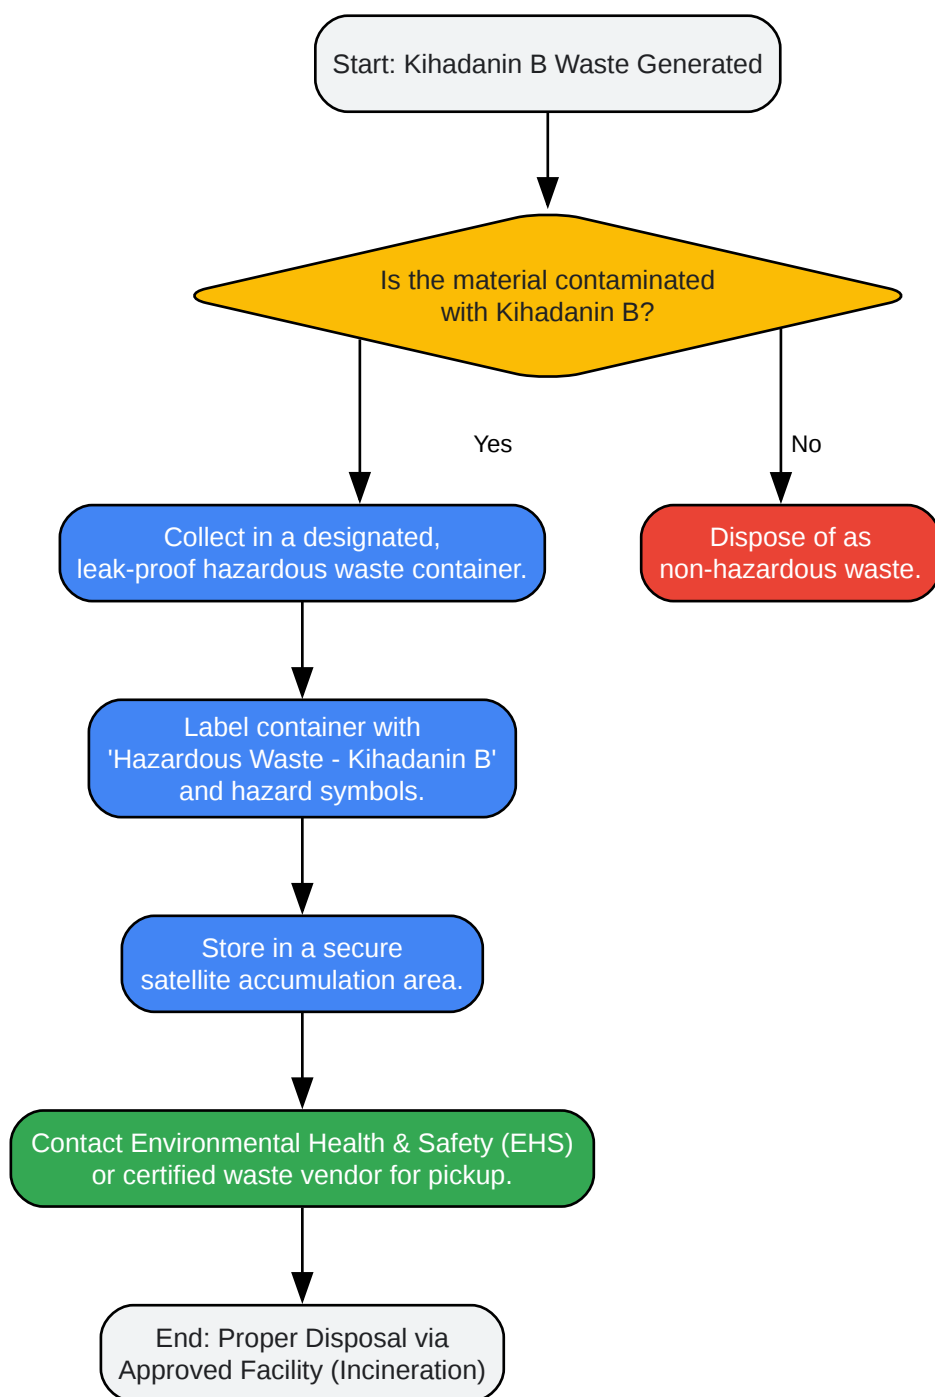 Start: Kihadanin B Waste Generated
Is the material contaminated
with Kihadanin B?
Yes
No
Collect in a designated,
leak-proof hazardous waste container.
Dispose of as
non-hazardous waste.
Label container with
'Hazardous Waste - Kihadanin B'
and hazard symbols.
Store in a secure
satellite accumulation area.
Contact Environmental Health & Safety (EHS)
or certified waste vendor for pickup.
End: Proper Disposal via
Approved Facility (Incineration)